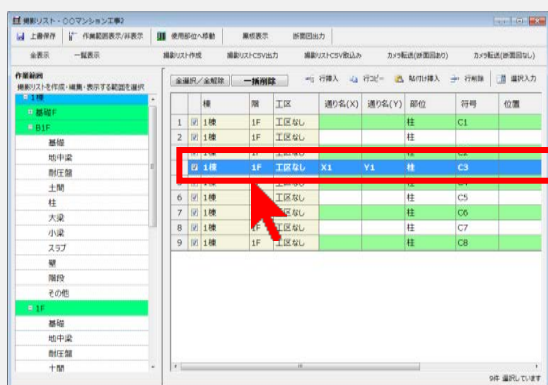 撮影リスト - ○○マンション工事2
上書保存 作業範囲表示/非表示 使用部位へ移動 黒板表示 断面図出力
全表示 一覧表示 撮影リスト作成 撮影リストCSV出力 撮影リストCSV取込み カメラ転送(断面図あり) カメラ転送(断面図なし)
作業範囲
撮影リストを作成・編集・表示する範囲を選択
全選択/全解除 一括削除 行挿入 行コピー 貼付け挿入 行削除 選択入力
1棟
基礎F
B1F
基礎
地中梁
耐圧盤
土間
柱
大梁
小梁
スラブ
壁
階段
その他
1F
基礎
地中梁
耐圧盤
土間
棟 階 工区 通り名(X) 通り名(Y) 部位 符号 位置
1 1棟 1F 工区なし 柱 C1
2 1棟 1F 工区なし 柱
1棟 1F 工区なし X1 Y1 柱 C3
6 1棟 1F 工区なし 柱 C5
7 1棟 工区なし 柱 C6
8 1棟 1F 工区なし 柱 C7
9 1棟 1F 工区なし 柱 C8
9件 選択しています